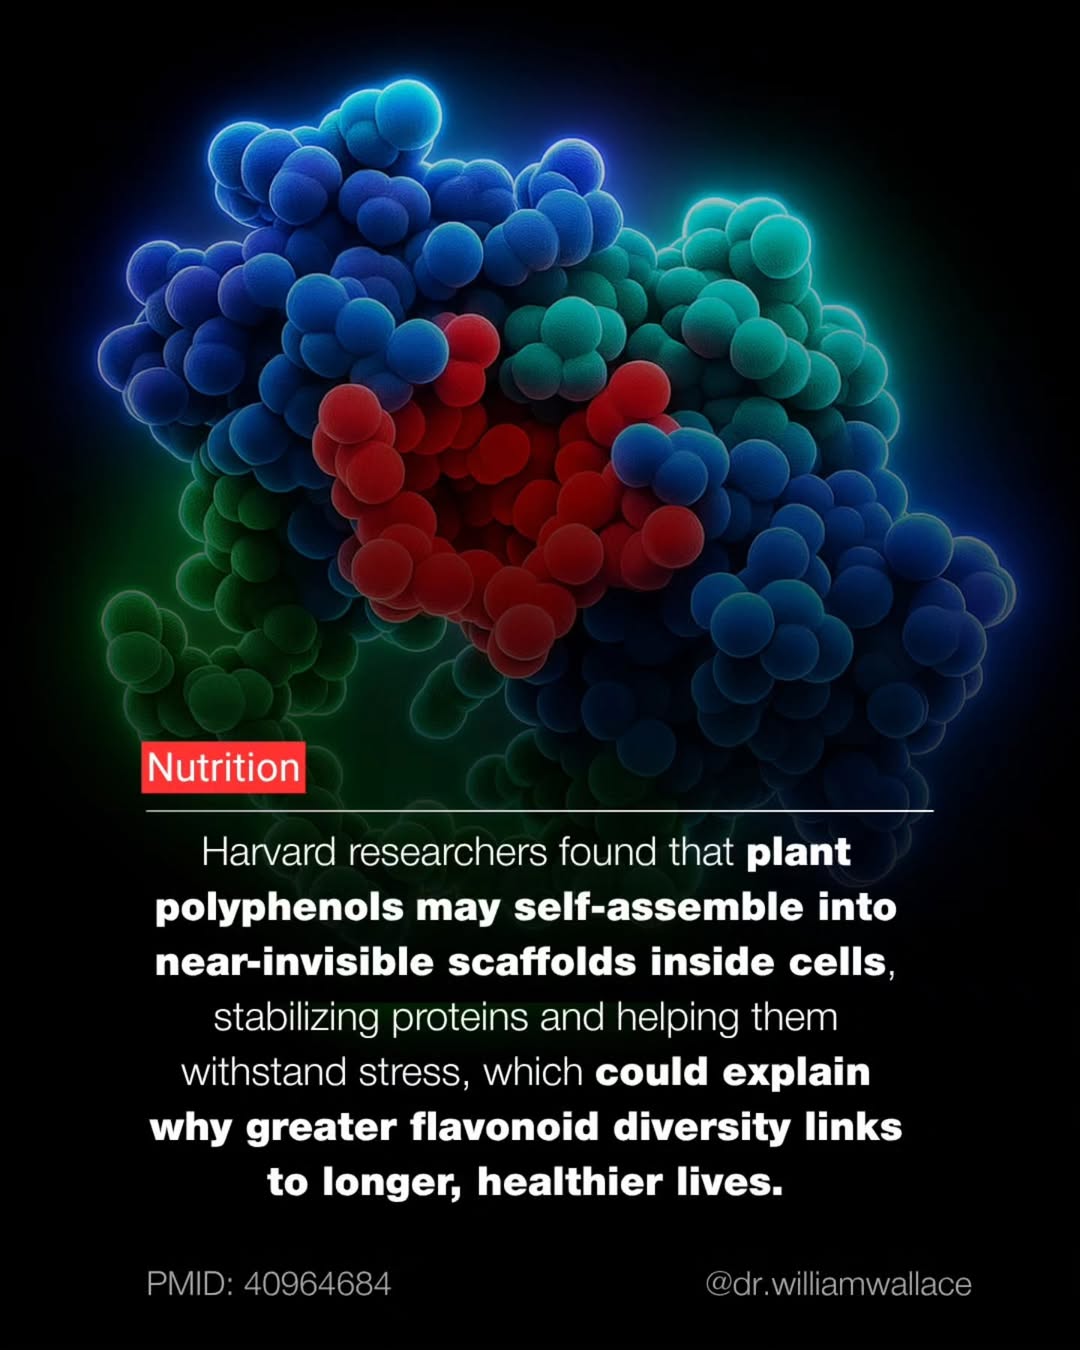 Nutrition
Harvard researchers found that plant
polyphenols may self-assemble into
near-invisible scaffolds inside cells,
stabilizing proteins and helping them
withstand stress, which could explain
why greater flavonoid diversity links
to longer, healthier lives.
PMID: 40964684
@dr.williamwallace